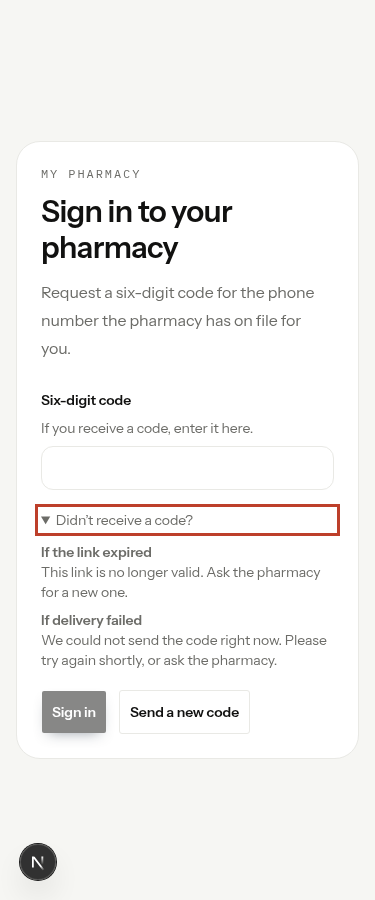 MY PHARMACY
Sign in to your
pharmacy
Request a six-digit code for the phone
number the pharmacy has on file for
you.
Six-digit code
If you receive a code, enter it here.
Didn't receive a code?
If the link expired
This link is no longer valid. Ask the pharmacy
for a new one.
If delivery failed
We could not send the code right now. Please
try again shortly, or ask the pharmacy.
Sign in
Send a new code
N